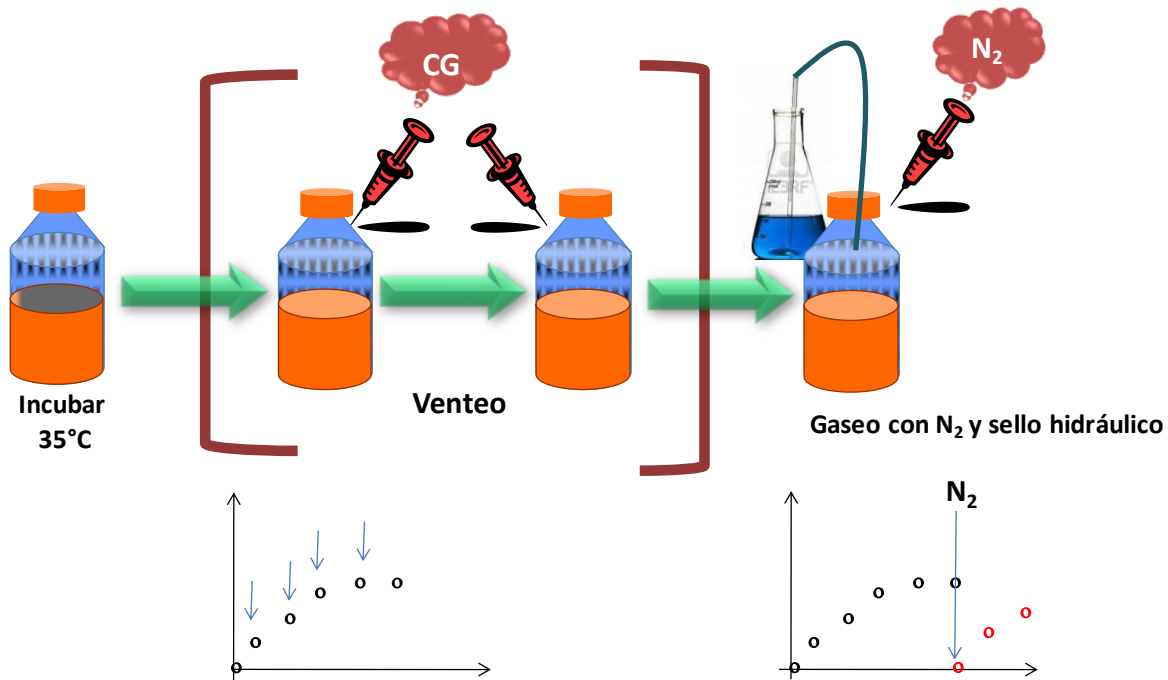 CG
N₂
Incubar
35°C
Venteo
Gaseo con N₂ y sello hidráulico
N₂